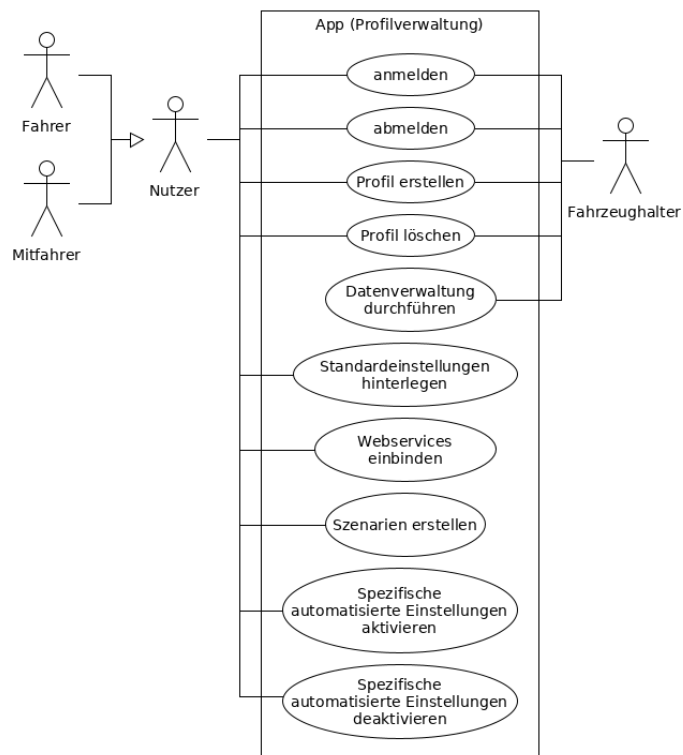 App (Profilverwaltung)
anmelden
abmelden
Profil erstellen
Profil löschen
Datenverwaltung
durchführen
Standardeinstellungen
hinterlegen
Webservices
einbinden
Szenarien erstellen
Spezifische
automatisierte Einstellungen
aktivieren
Spezifische
automatisierte Einstellungen
deaktivieren
Fahrer
Mitfahrer
Nutzer
Fahrzeughalter